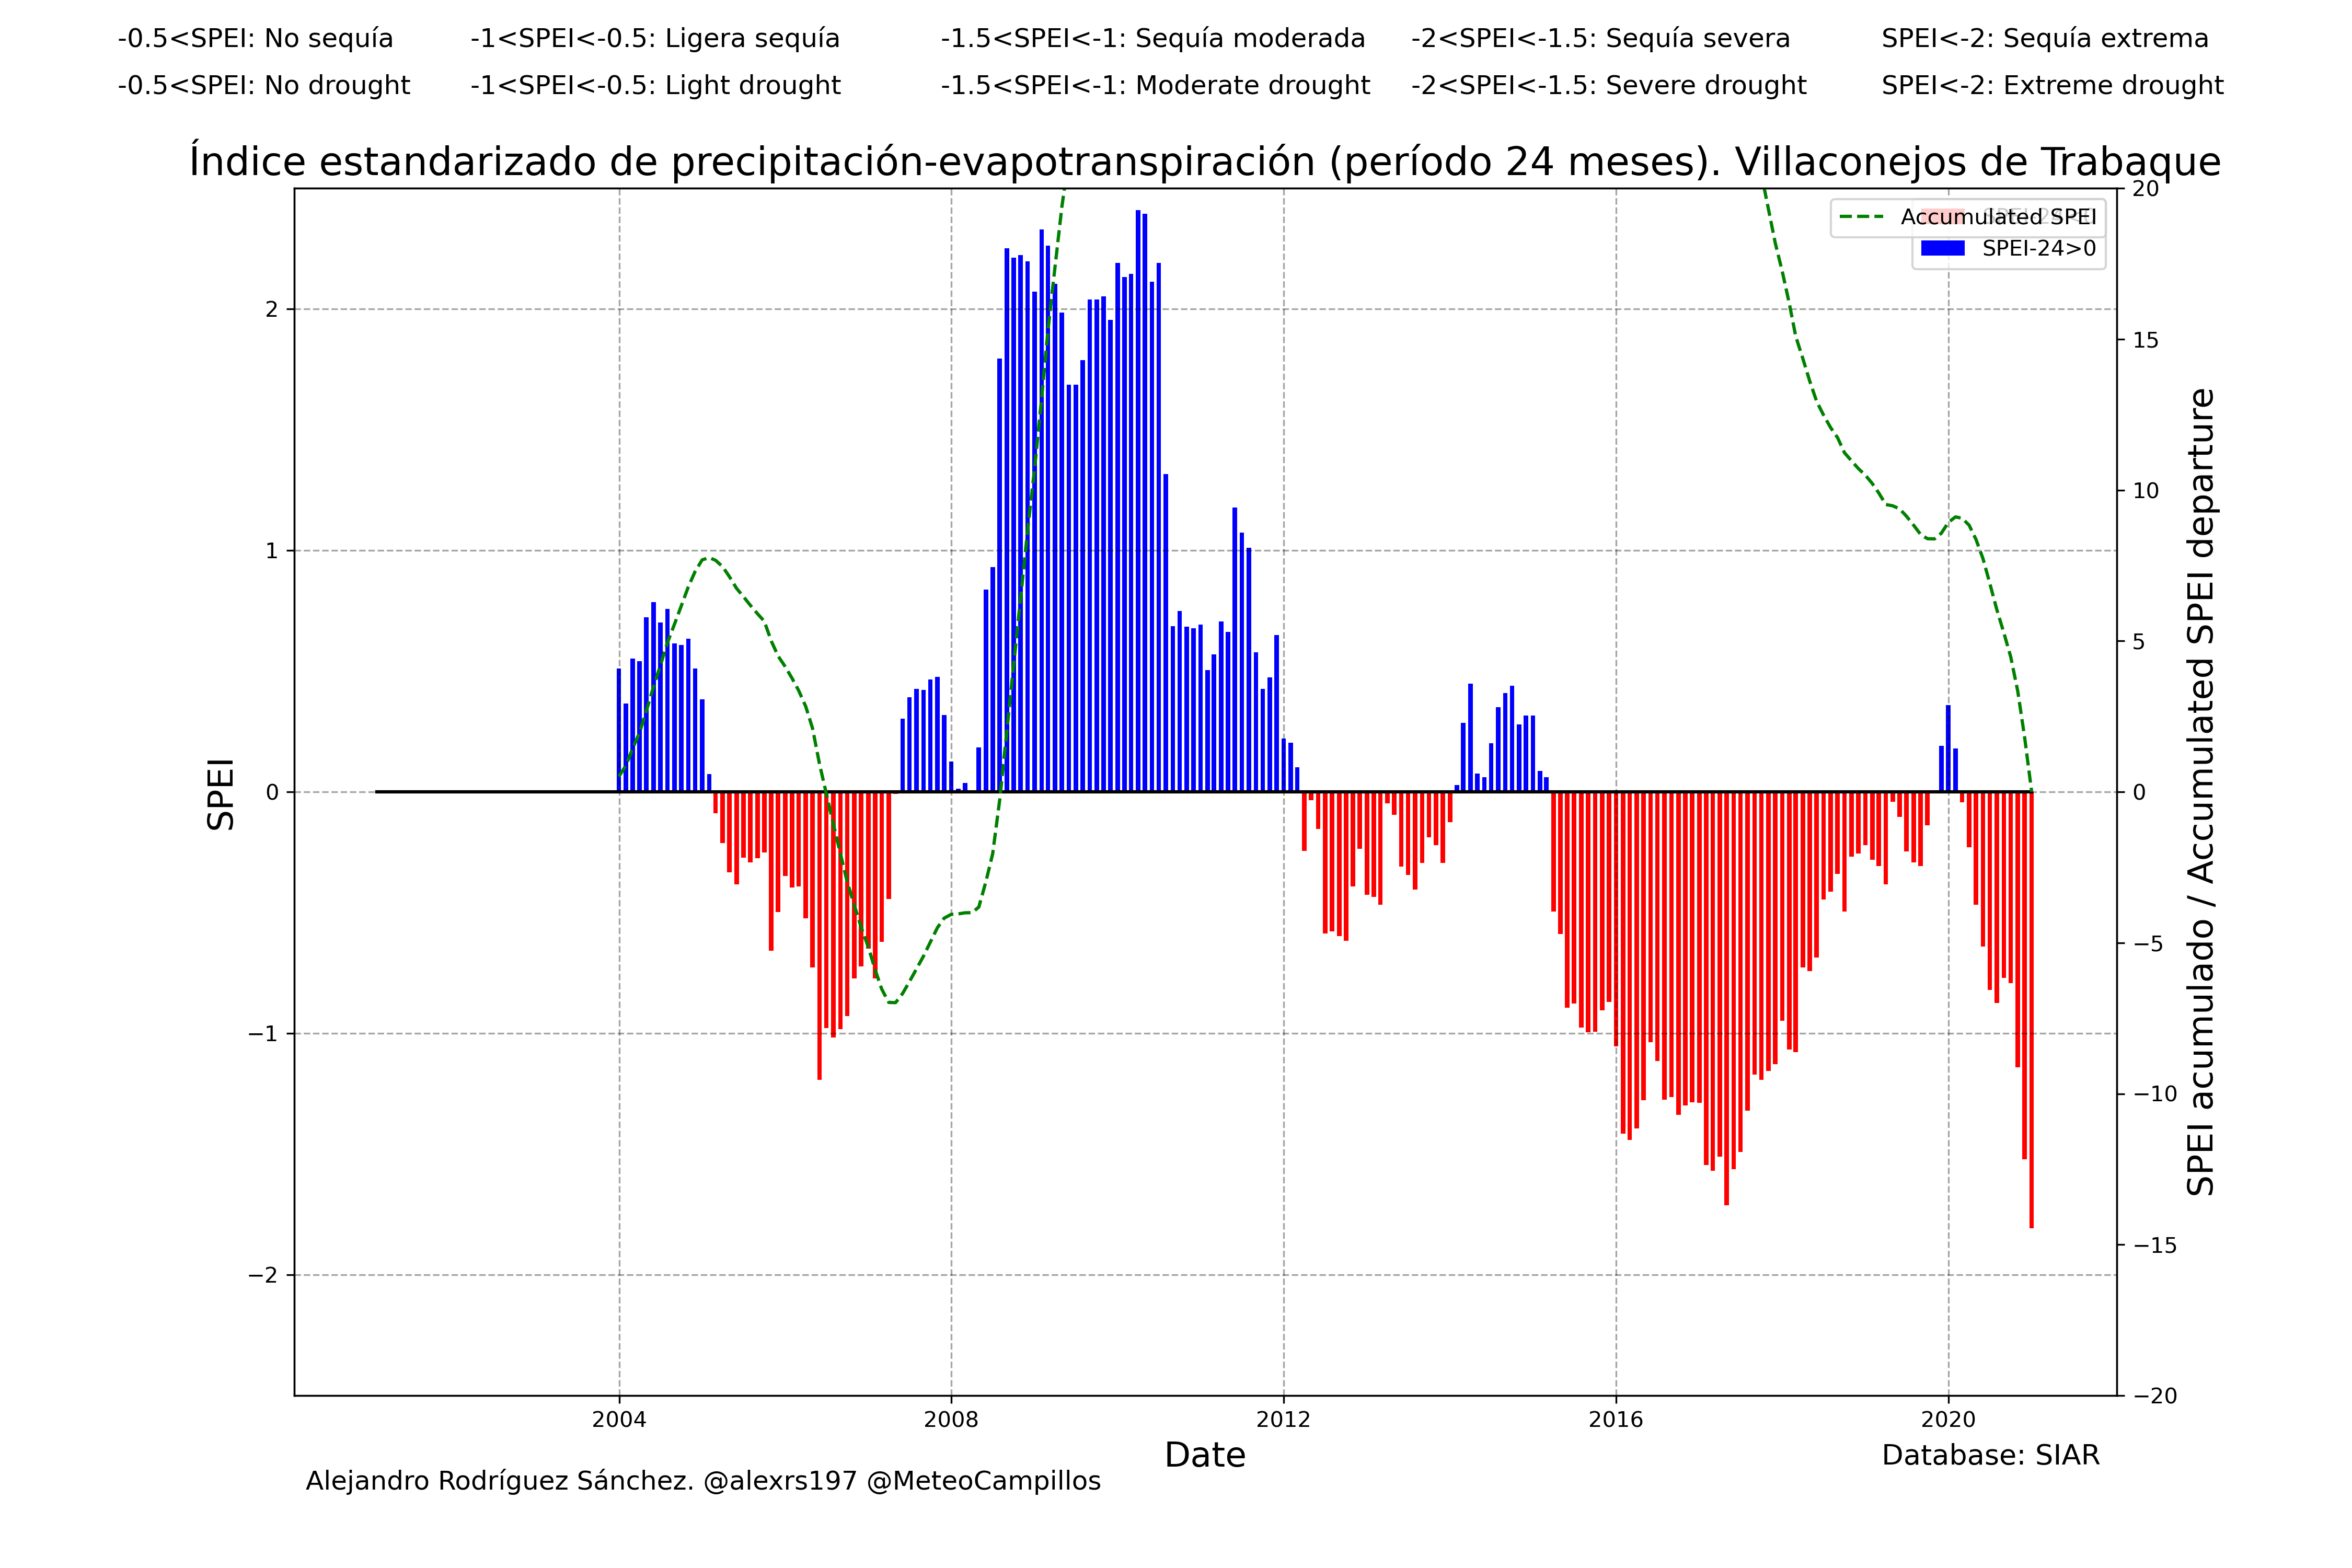 -0.5<SPEI: No sequía -1<SPEI<-0.5: Ligera sequía -1.5<SPEI<-1: Sequía moderada -2<SPEI<-1.5: Sequía severa SPEI<-2: Sequía extrema
-0.5<SPEI: No drought -1<SPEI<-0.5: Light drought -1.5<SPEI<-1: Moderate drought -2<SPEI<-1.5: Severe drought SPEI<-2: Extreme drought
Índice estandarizado de precipitación-evapotranspiración (período 24 meses). Villaconejos de Trabaque
Accumulated SPEI
SPEI-24>0
SPEI
2
1
0
−1
−2
20
15
10
5
0
−5
−10
−15
−20
SPEI acumulado / Accumulated SPEI departure
2004 2008 2012 2016 2020
Date
Database: SIAR
Alejandro Rodríguez Sánchez. @alexrs197 @MeteoCampillos